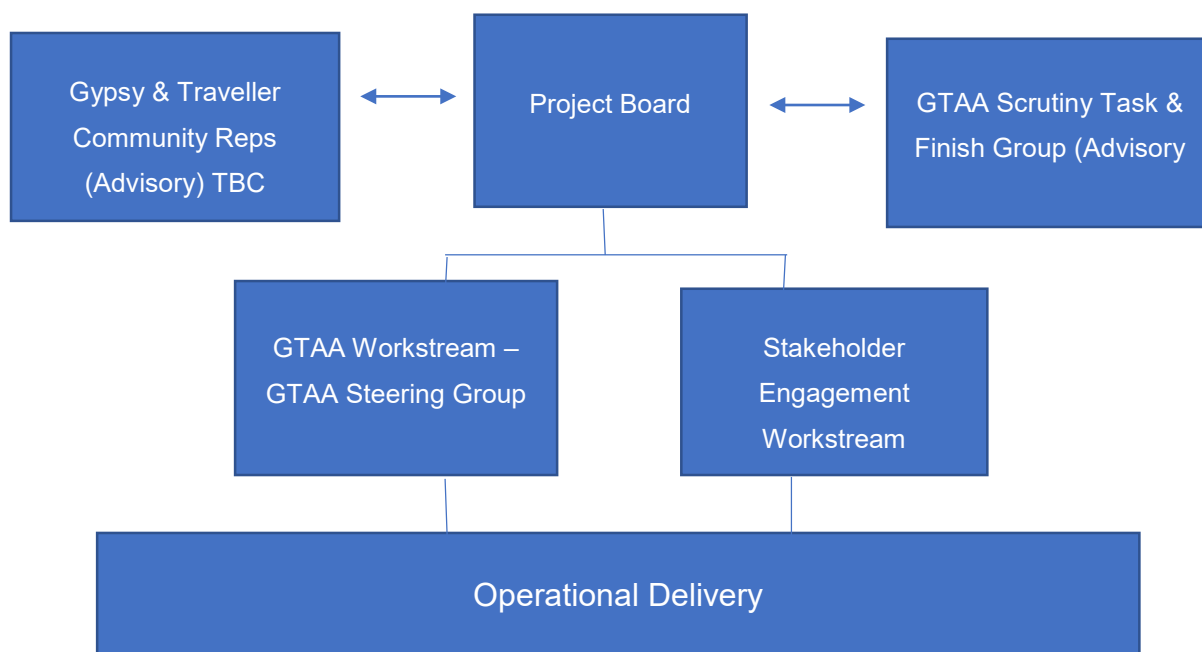 Gypsy & Traveller
Community Reps
(Advisory) TBC
Project Board
GTAA Scrutiny Task &
Finish Group (Advisory
GTAA Workstream –
GTAA Steering Group
Stakeholder
Engagement
Workstream
Operational Delivery